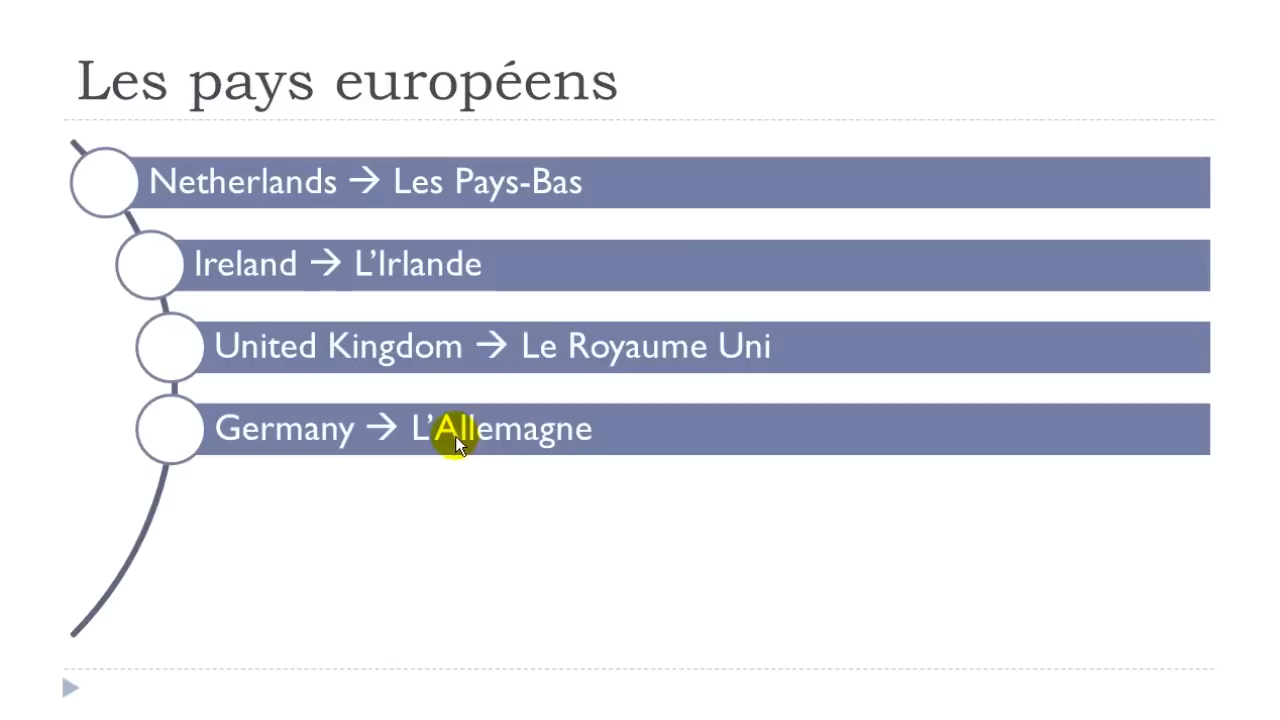 Les pays européens
Netherlands → Les Pays-Bas
Ireland → L’Irlande
United Kingdom → Le Royaume Uni
Germany → L’Allemagne